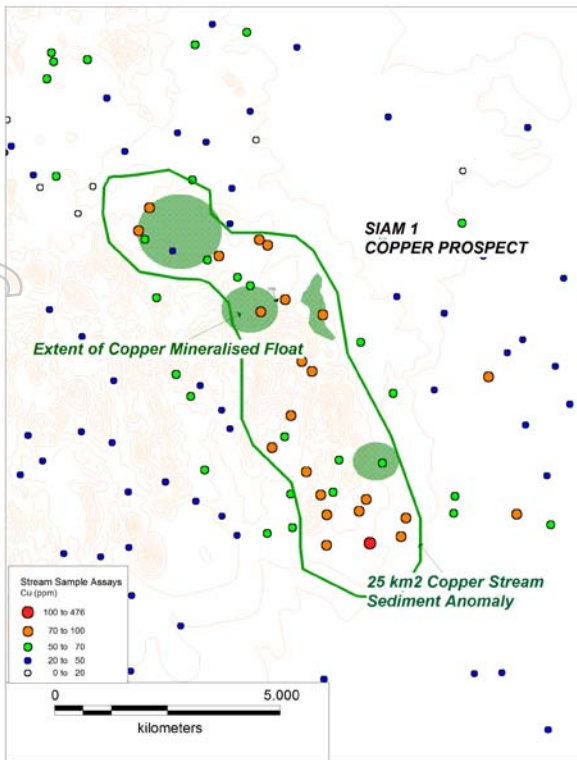 SIAM 1
COPPER PROSPECT
Extent of Copper Mineralised Float
25 km2 Copper Stream
Sediment Anomaly
Stream Sample Assays
Cu (ppm)
100 to 476
70 to 100
50 to 70
20 to 50
0 to 20
0 5.000
kilometers